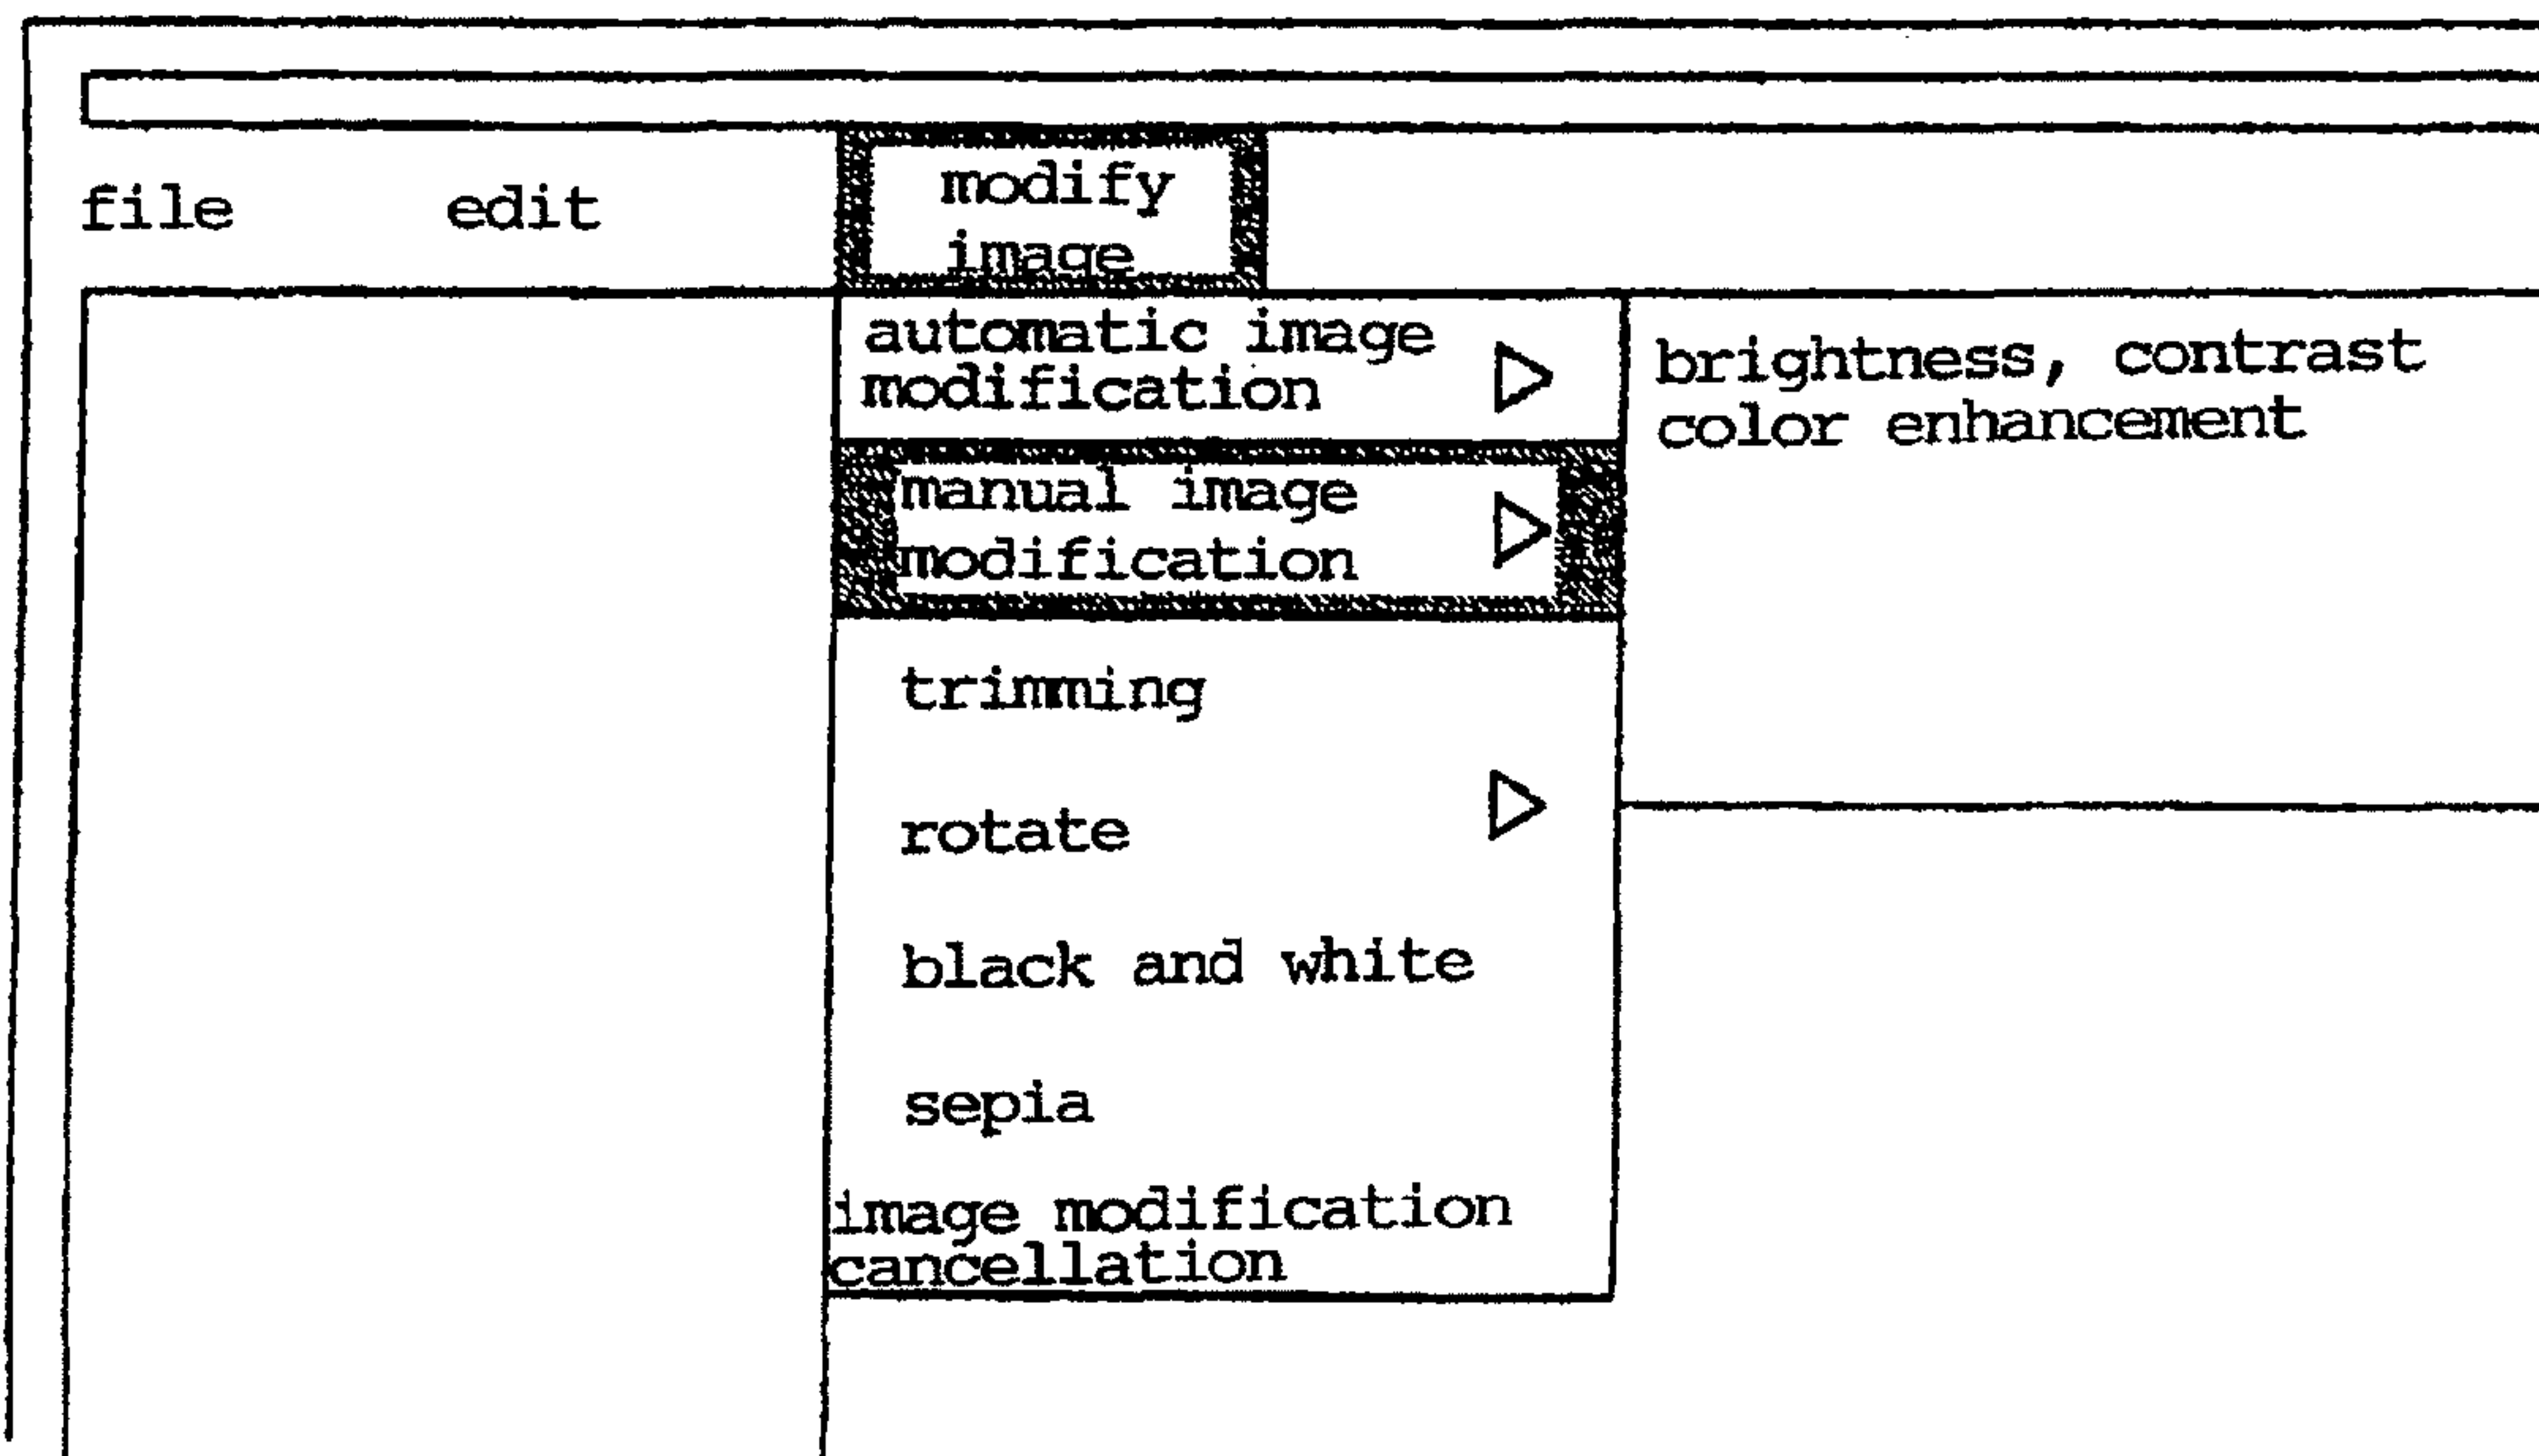 file edit modify
image
automatic image
modification
brightness, contrast
color enhancement
manual image
modification
trimming
rotate
black and white
sepia
image modification
cancellation